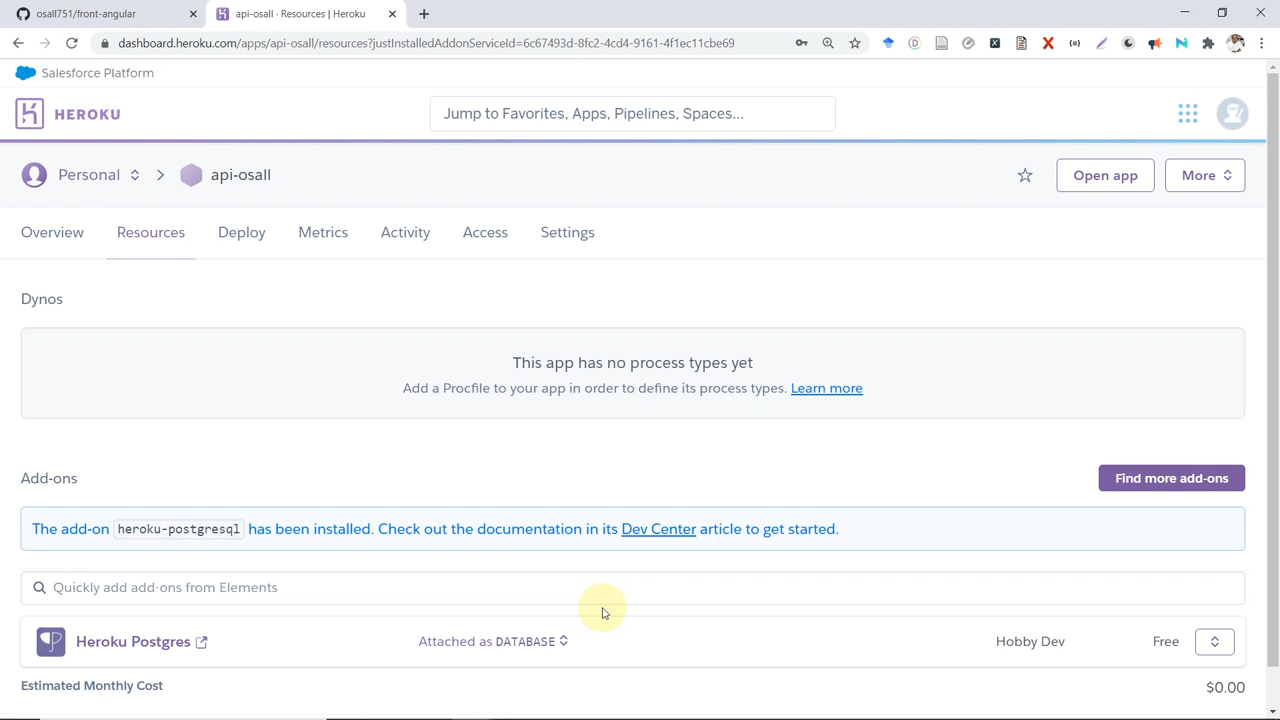 osall751/front-angular
api-osall · Resources | Heroku
dashboard.heroku.com/apps/api-osall/resources?justInstalledAddonServiceId=6c67493d-8fc2-4cd4-9161-4f1ec11cbe69
Salesforce Platform
HEROKU
Jump to Favorites, Apps, Pipelines, Spaces...
Personal
api-osall
Open app
More
Overview
Resources
Deploy
Metrics
Activity
Access
Settings
Dynos
This app has no process types yet
Add a Procfile to your app in order to define its process types. Learn more
Add-ons
Find more add-ons
The add-on heroku-postgresql has been installed. Check out the documentation in its Dev Center article to get started.
Quickly add add-ons from Elements
Heroku Postgres
Attached as DATABASE
Hobby Dev
Free
Estimated Monthly Cost
$0.00